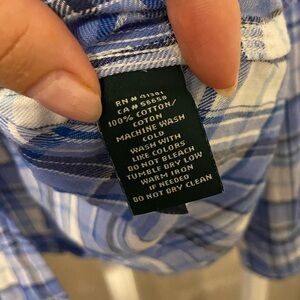 RN # 41381
CA # 56650
100% COTTON/
COTON
MACHINE WASH
COLD
WASH WITH
LIKE COLORS
DO NOT BLEACH
TUMBLE DRY LOW
WARM IRON
IF NEEDED
DO NOT DRY CLEAN